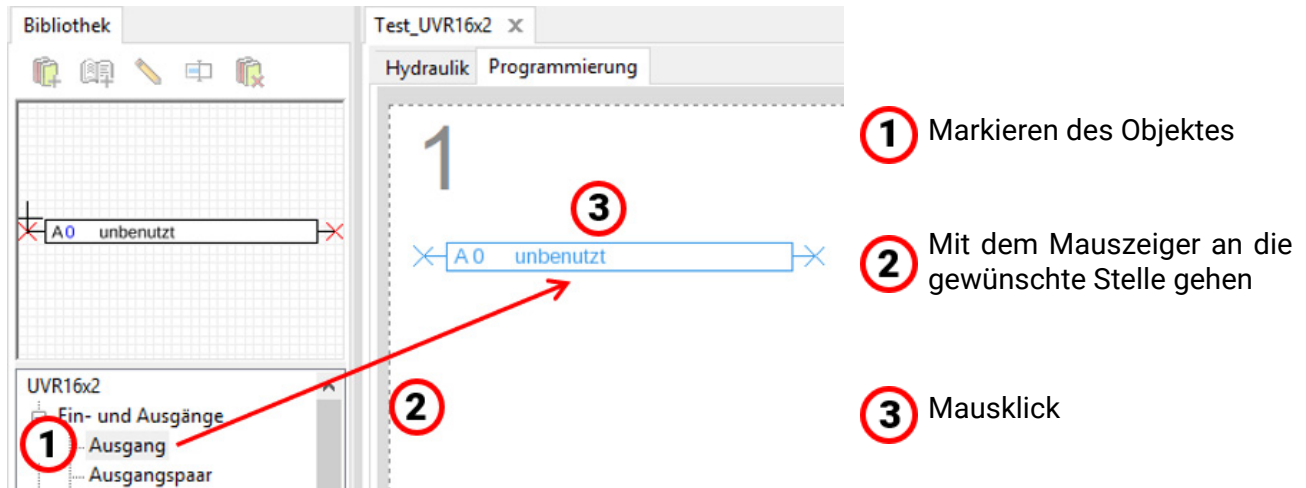 Bibliothek
Test_UVR16x2 X
Hydraulik Programmierung
1
A0 unbenutzt
3
A 0 unbenutzt
UVR16x2
Ein- und Ausgänge
1
Ausgang
Ausgangspaar
2
1 Markieren des Objektes
2 Mit dem Mauszeiger an die
gewünschte Stelle gehen
3 Mausklick